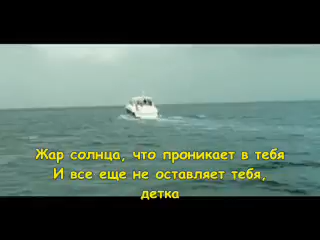 Жар солнца, что проникает в тебя
И все еще не оставляет тебя,
детка